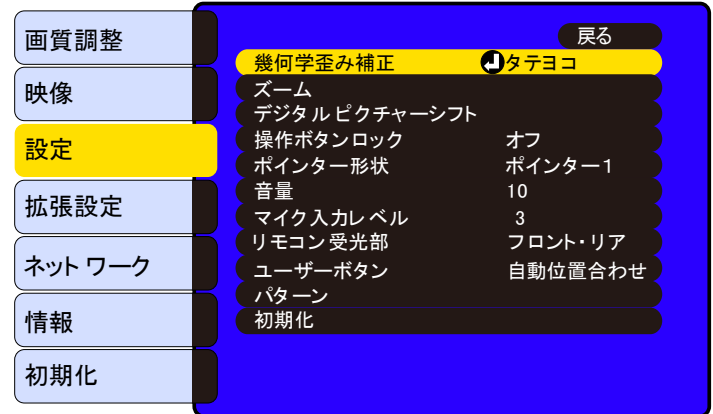 画質調整
映像
設定
拡張設定
ネットワーク
情報
初期化
戻る
幾何学歪み補正 タテヨコ
ズーム
デジタルピクチャーシフト
操作ボタンロック オフ
ポインター形状 ポインター1
音量 10
マイク入力レベル 3
リモコン受光部 フロント・リア
ユーザーボタン 自動位置合わせ
パターン
初期化